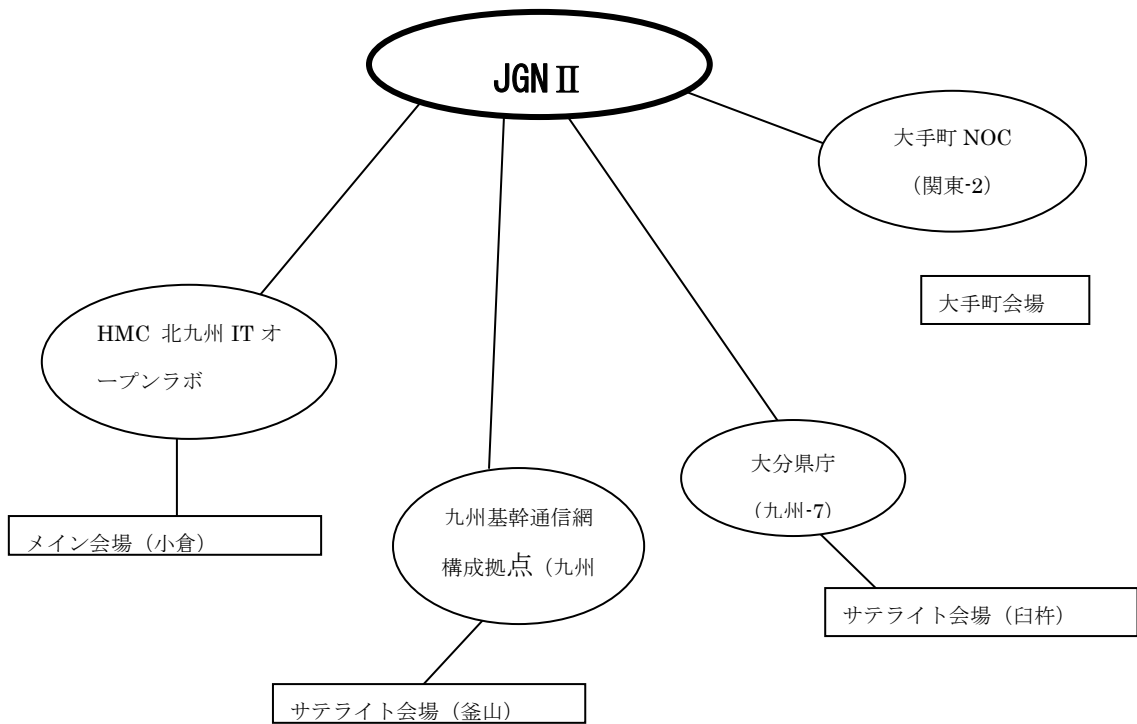 JGNⅡ
大手町 NOC
（関東-2）
大手町会場
HMC 北九州 IT オ
ープンラボ
メイン会場（小倉）
九州基幹通信網
構成拠点（九州
サテライト会場（釜山）
大分県庁
（九州-7）
サテライト会場（臼杵）